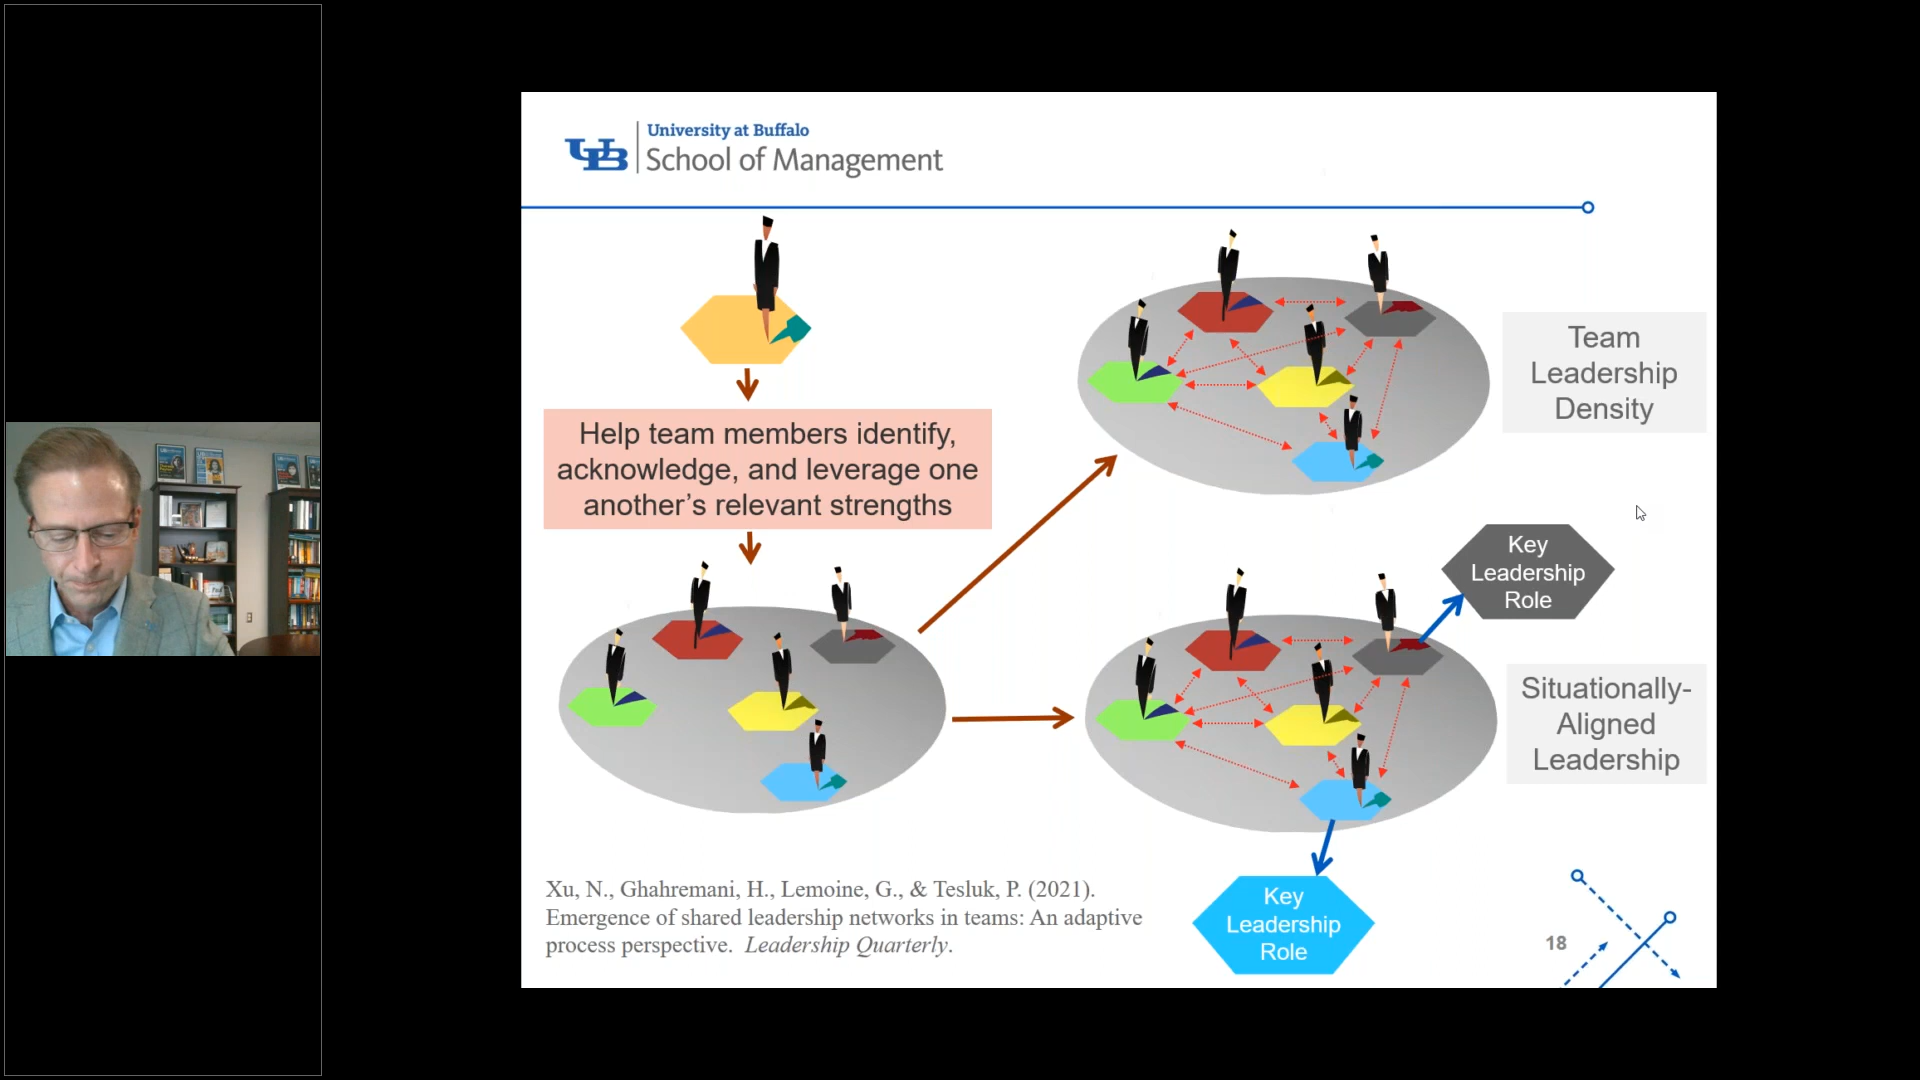 University at Buffalo
UB
School of Management
Help team members identify,
acknowledge, and leverage one
another's relevant strengths
Team
Leadership
Density
Key
Leadership
Role
Situationally-
Aligned
Leadership
Key
Leadership
Role
Xu, N., Ghahremani, H., Lemoine, G., & Tesluk, P. (2021).
Emergence of shared leadership networks in teams: An adaptive
process perspective. Leadership Quarterly.
18